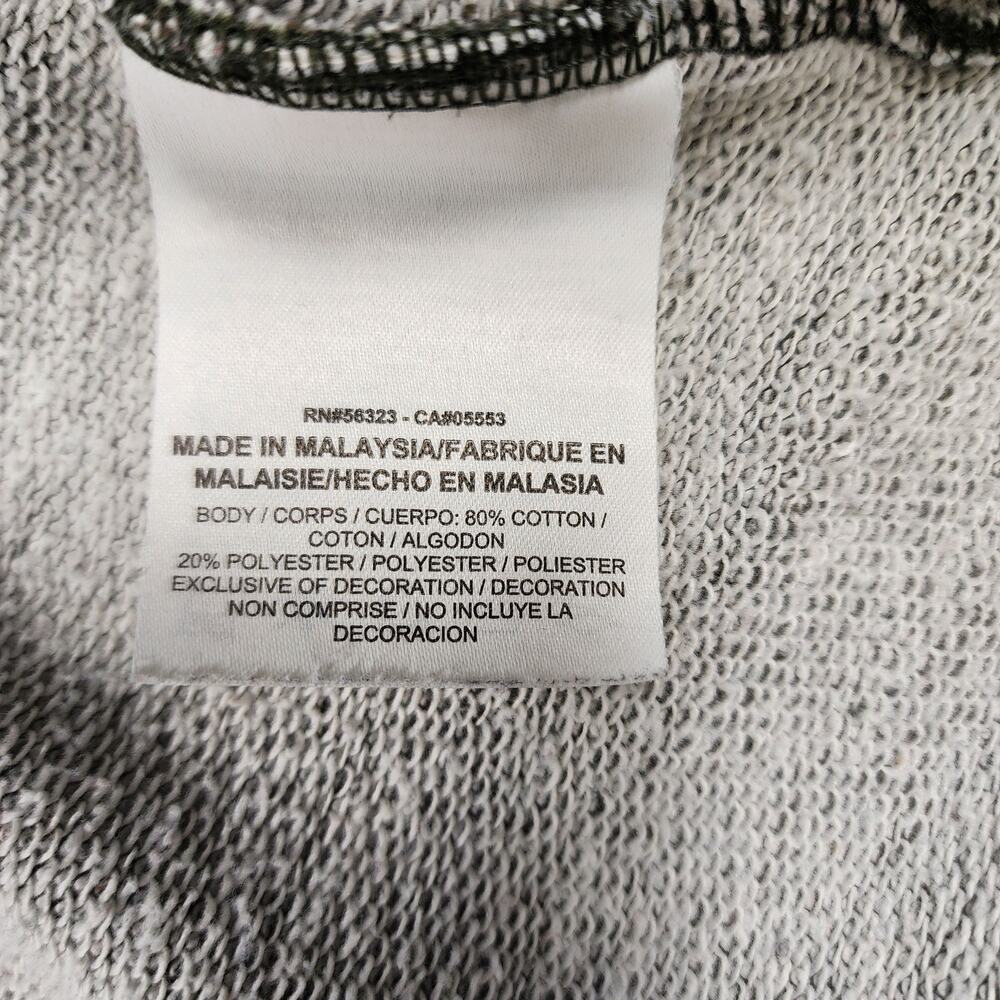 RN#56323 - CA#05553
MADE IN MALAYSIA/FABRIQUE EN
MALAISIE/HECHO EN MALASIA
BODY / CORPS / CUERPO: 80% COTTON /
COTON / ALGODON
20% POLYESTER / POLYESTER / POLIESTER
EXCLUSIVE OF DECORATION / DECORATION
NON COMPRISE / NO INCLUYE LA
DECORACION